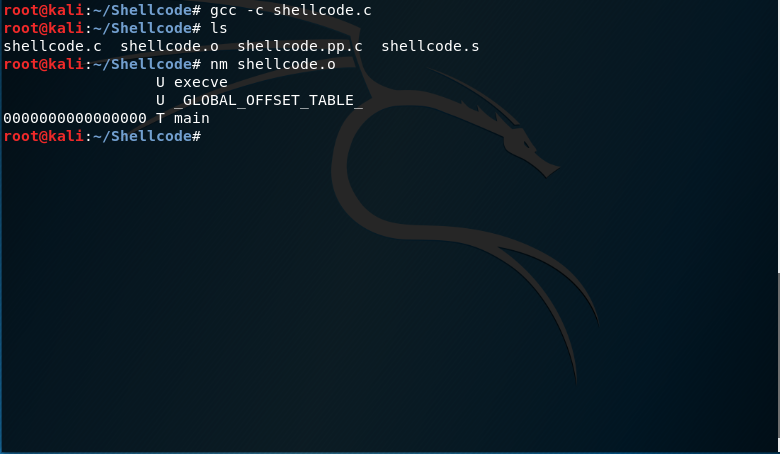 root@kali:~/Shellcode# gcc -c shellcode.c
root@kali:~/Shellcode# ls
shellcode.c  shellcode.o  shellcode.pp.c  shellcode.s
root@kali:~/Shellcode# nm shellcode.o
                 U execve
                 U _GLOBAL_OFFSET_TABLE_
0000000000000000 T main
root@kali:~/Shellcode#